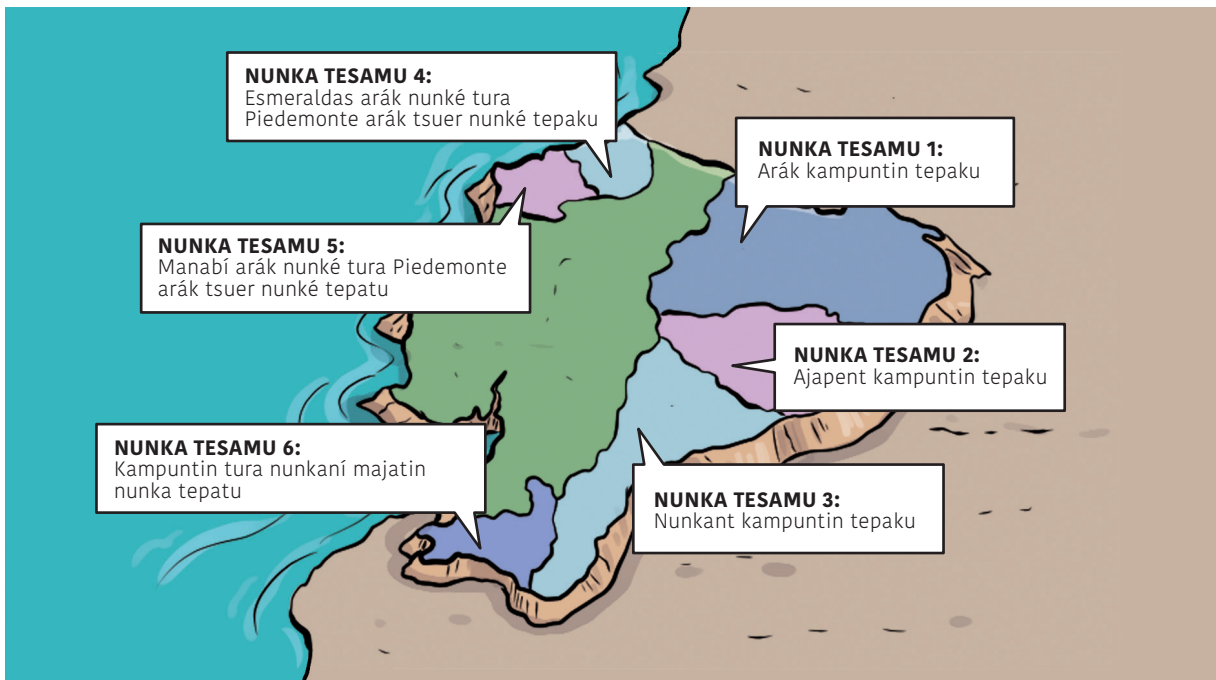 NUNKA TESAMU 4:
Esmeraldas arák nunké tura
Piedemonte arák tsuer nunké tepaku
NUNKA TESAMU 1:
Arák kampuntin tepaku
NUNKA TESAMU 5:
Manabí arák nunké tura Piedemonte
arák tsuer nunké tepatu
NUNKA TESAMU 2:
Ajapent kampuntin tepaku
NUNKA TESAMU 6:
Kampuntin tura nunkaní majatin
nunka tepatu
NUNKA TESAMU 3:
Nunkant kampuntin tepaku